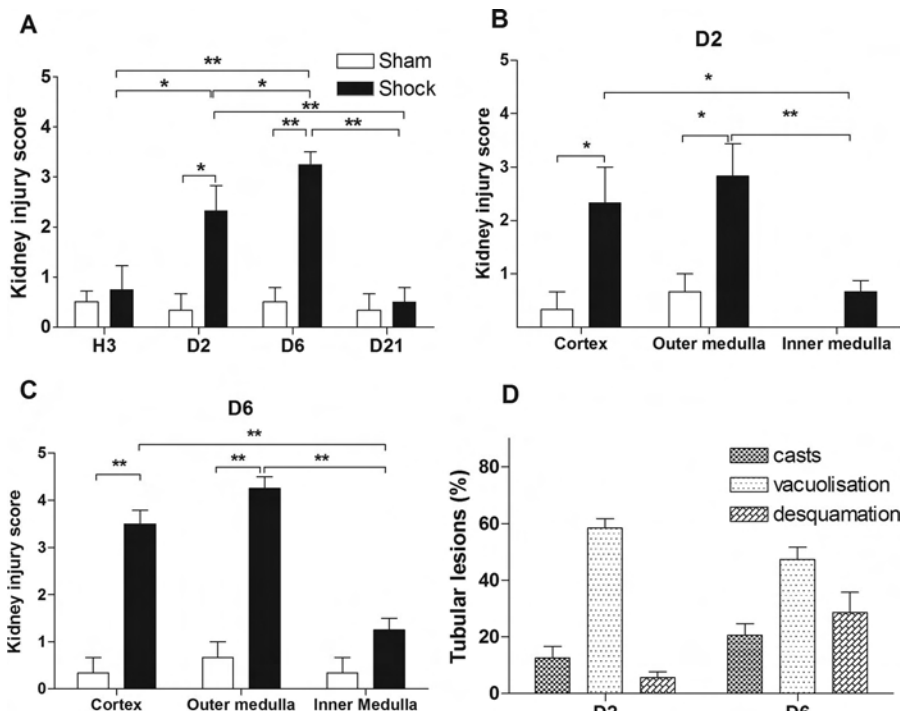 A
Sham
Shock
**
*
*
**
**
**
*
Kidney injury score
5
4
3
2
1
0
H3
D2
D6
D21
B
D2
*
*
**
*
Kidney injury score
5
4
3
2
1
Cortex
Outer medulla
Inner medulla
C
D6
**
**
**
**
Kidney injury score
5
4
3
2
1
0
Cortex
Outer medulla
Inner Medulla
D
casts
vacuolisation
desquamation
Tubular lesions (%)
80
60
40
20
0
D2
D6